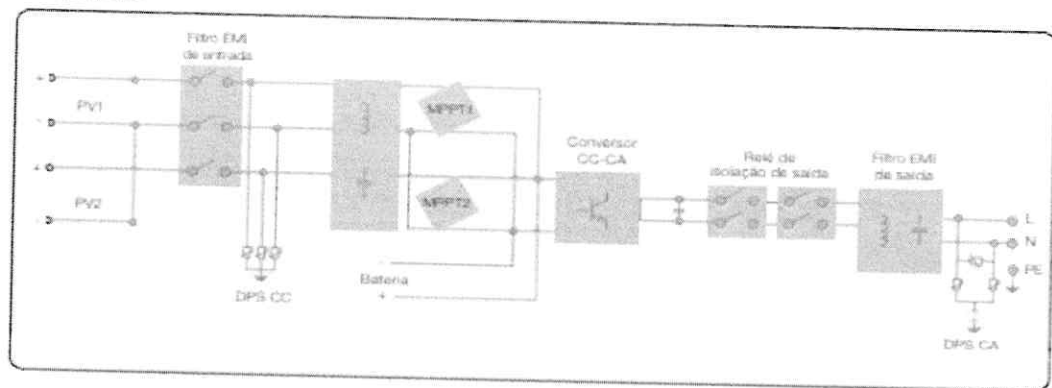 Filtro EMI
de entrada
+
PV1
-
+
PV2
-
DPS CC
MPPT1
MPPT2
Bateria
-
+
Conversor
CC-CA
Relé de
isolação de saída
Filtro EMI
de saída
L
N
PE
DPS CA